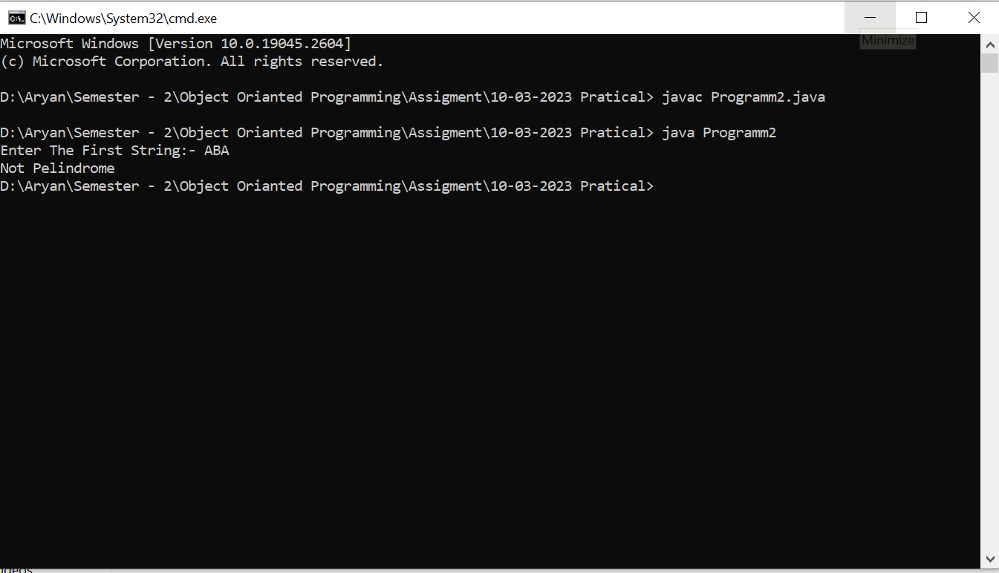 C:\Windows\System32\cmd.exe
Minimize
Microsoft Windows [Version 10.0.19045.2604]
(c) Microsoft Corporation. All rights reserved.
D:\Aryan\Semester - 2\Object Orianted Programming\Assigment\10-03-2023 Pratical> javac Programm2.java
D:\Aryan\Semester - 2\Object Orianted Programming\Assigment\10-03-2023 Pratical> java Programm2
Enter The First String:- ABA
Not Pelindrome
D:\Aryan\Semester - 2\Object Orianted Programming\Assigment\10-03-2023 Pratical>